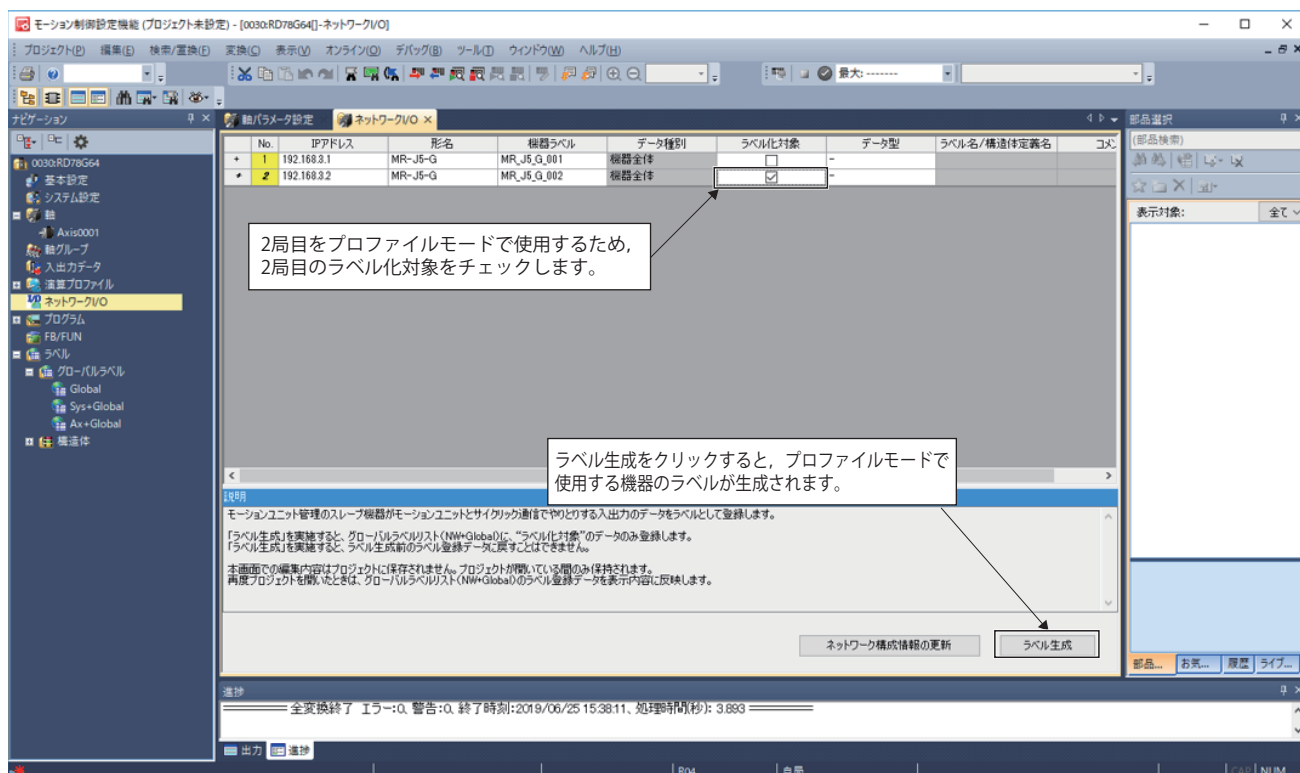 モーション制御設定機能 (プロジェクト未設定) - [0030:RD78G64[]-ネットワークI/O]
プロジェクト(P) 編集(E) 検索/置換(F) 変換(C) 表示(V) オンライン(O) デバッグ(B) ツール(T) ウィンドウ(W) ヘルプ(H)
最大: -------
ナビゲーション
軸パラメータ設定 ネットワークI/O
部品選択
(部品検索)
No. IPアドレス 形名 機器ラベル データ種別 ラベル化対象 データ型 ラベル名/構造体定義名 コメ
+ 1 192.168.3.1 MR-J5-G MR_J5_G_001 機器全体 -
+ 2 192.168.3.2 MR-J5-G MR_J5_G_002 機器全体 -
0030:RD78G64
基本設定
システム設定
軸
Axis0001
軸グループ
入出力データ
演算プロファイル
ネットワークI/O
プログラム
FB/FUN
ラベル
グローバルラベル
Global
Sys+Global
Ax+Global
構造体
表示対象: 全て
2局目をプロファイルモードで使用するため,
2局目のラベル化対象をチェックします。
ラベル生成をクリックすると, プロファイルモードで
使用する機器のラベルが生成されます。
説明
モーションユニット管理のスレーブ機器がモーションユニットとサイクリック通信でやりとりする入出力のデータをラベルとして登録します。
「ラベル生成」を実施すると、グローバルラベルリスト(NW+Global)に、“ラベル化対象”のデータのみ登録します。
「ラベル生成」を実施すると、ラベル生成前のラベル登録データに戻すことはできません。
本画面での編集内容はプロジェクトに保存されません。プロジェクトが開いている間のみ保持されます。
再度プロジェクトを開いたときは、グローバルラベルリスト(NW+Global)のラベル登録データを表示内容に反映します。
ネットワーク構成情報の更新 ラベル生成
部品... お気... 履歴 ライブ...
進捗
全変換終了 エラー:0、警告:0、終了時刻:2019/06/25 15:38:11、処理時間(秒): 3.893
出力 進捗
R04 自局 CAP NUM